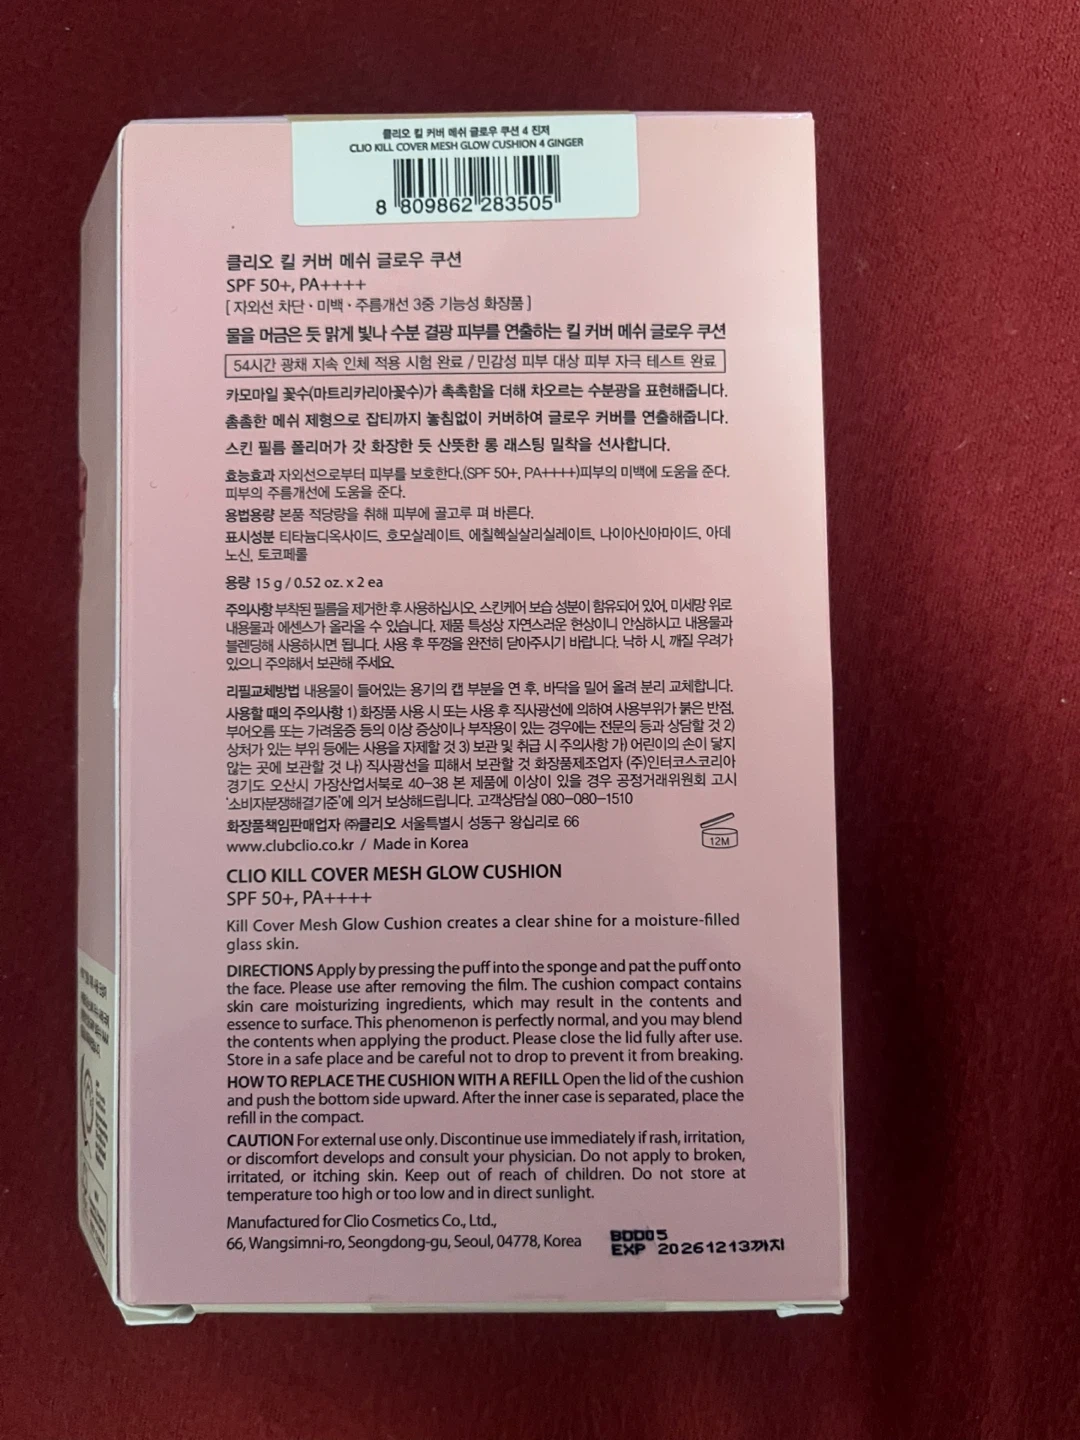 클리오 킬 커버 메쉬 글로우 쿠션 4 진저
CLIO KILL COVER MESH GLOW CUSHION 4 GINGER
8 809862 283505
클리오 킬 커버 메쉬 글로우 쿠션
SPF 50+, PA++++
[ 자외선 차단 · 미백 · 주름개선 3중 기능성 화장품 ]
물을 머금은 듯 맑게 빛나 수분 결광 피부를 연출하는 킬 커버 메쉬 글로우 쿠션
54시간 광채 지속 인체 적용 시험 완료 / 민감성 피부 대상 피부 자극 테스트 완료
카모마일 꽃수(마트리카리아꽃수)가 촉촉함을 더해 차오르는 수분광을 표현해줍니다.
촘촘한 메쉬 제형으로 잡티까지 놓침없이 커버하여 글로우 커버를 연출해줍니다.
스킨 필름 폴리머가 갓 화장한 듯 산뜻한 롱 래스팅 밀착을 선사합니다.
효능효과 자외선으로부터 피부를 보호한다.(SPF 50+, PA++++)피부의 미백에 도움을 준다.
피부의 주름개선에 도움을 준다.
용법용량 본품 적당량을 취해 피부에 골고루 펴 바른다.
표시성분 티타늄디옥사이드, 호모살레이트, 에칠헥실살리실레이트, 나이아신아마이드, 아데
노신, 토코페롤
용량 15 g / 0.52 oz. x 2 ea
주의사항 부착된 필름을 제거한 후 사용하십시오. 스킨케어 보습 성분이 함유되어 있어, 미세망 위로
내용물과 에센스가 올라올 수 있습니다. 제품 특성상 자연스러운 현상이니 안심하시고 내용물과
블렌딩해 사용하시면 됩니다. 사용 후 뚜껑을 완전히 닫아주시기 바랍니다. 낙하 시, 깨질 우려가
있으니 주의해서 보관해 주세요.
리필교체방법 내용물이 들어있는 용기의 캡 부분을 연 후, 바닥을 밀어 올려 분리 교체합니다.
사용할 때의 주의사항 1) 화장품 사용 시 또는 사용 후 직사광선에 의하여 사용부위가 붉은 반점,
부어오름 또는 가려움증 등의 이상 증상이나 부작용이 있는 경우에는 전문의 등과 상담할 것 2)
상처가 있는 부위 등에는 사용을 자제할 것 3) 보관 및 취급 시 주의사항 가) 어린이의 손이 닿지
않는 곳에 보관할 것 나) 직사광선을 피해서 보관할 것 화장품제조업자 (주)인터코스코리아
경기도 오산시 가장산업서북로 40-38 본 제품에 이상이 있을 경우 공정거래위원회 고시
'소비자분쟁해결기준'에 의거 보상해드립니다. 고객상담실 080-080-1510
화장품책임판매업자 ㈜클리오 서울특별시 성동구 왕십리로 66
www.clubclio.co.kr / Made in Korea
12M
CLIO KILL COVER MESH GLOW CUSHION
SPF 50+, PA++++
Kill Cover Mesh Glow Cushion creates a clear shine for a moisture-filled
glass skin.
DIRECTIONS Apply by pressing the puff into the sponge and pat the puff onto
the face. Please use after removing the film. The cushion compact contains
skin care moisturizing ingredients, which may result in the contents and
essence to surface. This phenomenon is perfectly normal, and you may blend
the contents when applying the product. Please close the lid fully after use.
Store in a safe place and be careful not to drop to prevent it from breaking.
HOW TO REPLACE THE CUSHION WITH A REFILL Open the lid of the cushion
and push the bottom side upward. After the inner case is separated, place the
refill in the compact.
CAUTION For external use only. Discontinue use immediately if rash, irritation,
or discomfort develops and consult your physician. Do not apply to broken,
irritated, or itching skin. Keep out of reach of children. Do not store at
temperature too high or too low and in direct sunlight.
Manufactured for Clio Cosmetics Co., Ltd.,
66, Wangsimni-ro, Seongdong-gu, Seoul, 04778, Korea
BDD05
EXP 20261213까지